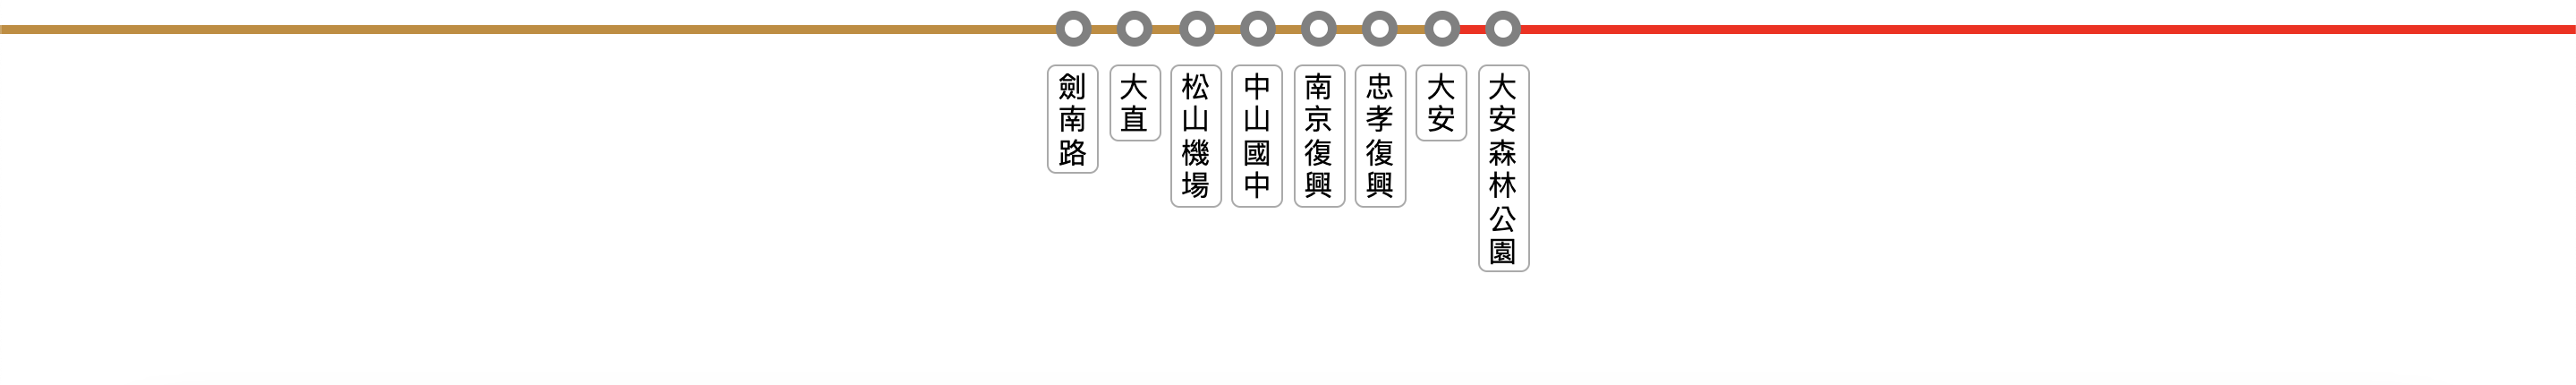 劍南路
大直
松山機場
中山國中
南京復興
忠孝復興
大安
大安森林公園